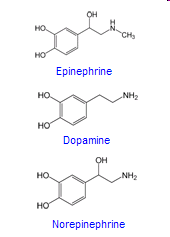 OH
HO
H
N
CH₃
HO
Epinephrine
HO
NH₂
HO
Dopamine
OH
HO
NH₂
HO
Norepinephrine